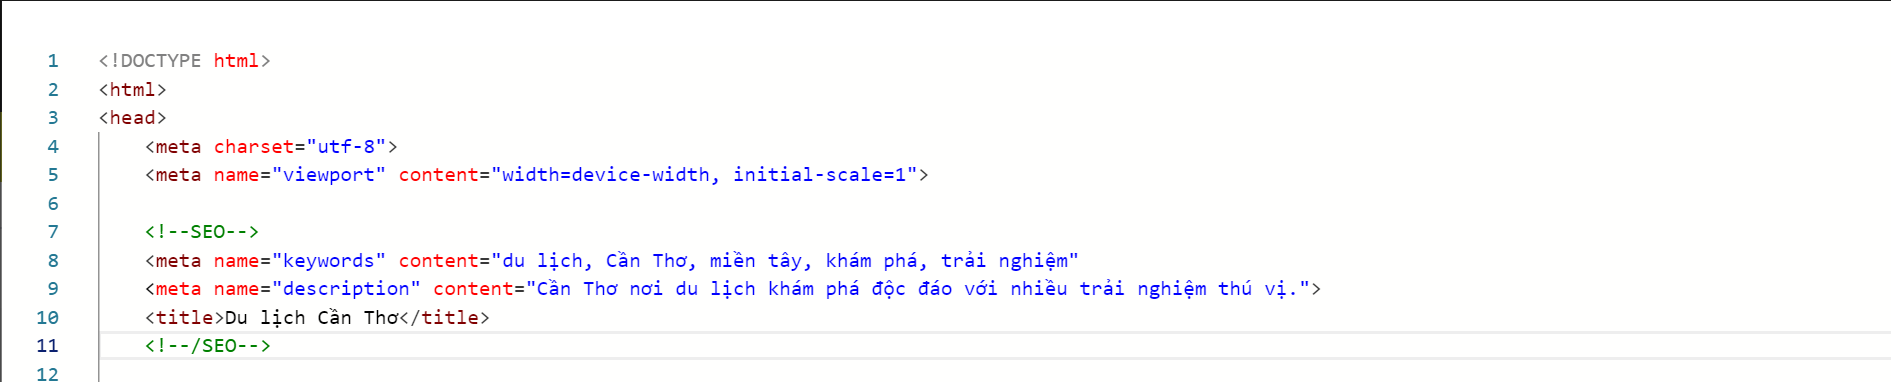 1 <!DOCTYPE html>
2 <html>
3 <head>
4 <meta charset="utf-8">
5 <meta name="viewport" content="width=device-width, initial-scale=1">
6
7 <!--SEO-->
8 <meta name="keywords" content="du lịch, Cần Thơ, miền tây, khám phá, trải nghiệm"
9 <meta name="description" content="Cần Thơ nơi du lịch khám phá độc đáo với nhiều trải nghiệm thú vị.">
10 <title>Du lịch Cần Thơ</title>
11 <!--/SEO-->
12